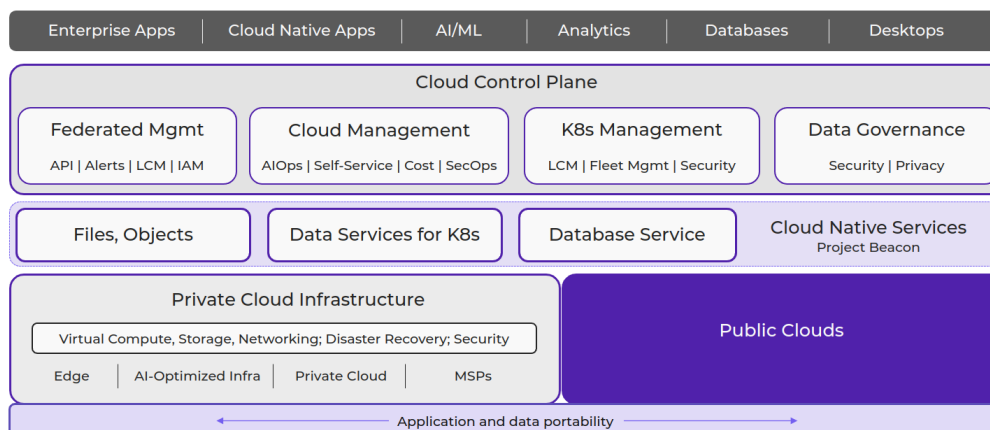 Enterprise Apps
Cloud Native Apps
AI/ML
Analytics
Databases
Desktops
Cloud Control Plane
Federated Mgmt
API | Alerts | LCM | IAM
Cloud Management
AIOps | Self-Service | Cost | SecOps
K8s Management
LCM | Fleet Mgmt | Security
Data Governance
Security | Privacy
Files, Objects
Data Services for K8s
Database Service
Cloud Native Services
Project Beacon
Private Cloud Infrastructure
Virtual Compute, Storage, Networking; Disaster Recovery; Security
Edge
AI-Optimized Infra
Private Cloud
MSPs
Public Clouds
Application and data portability